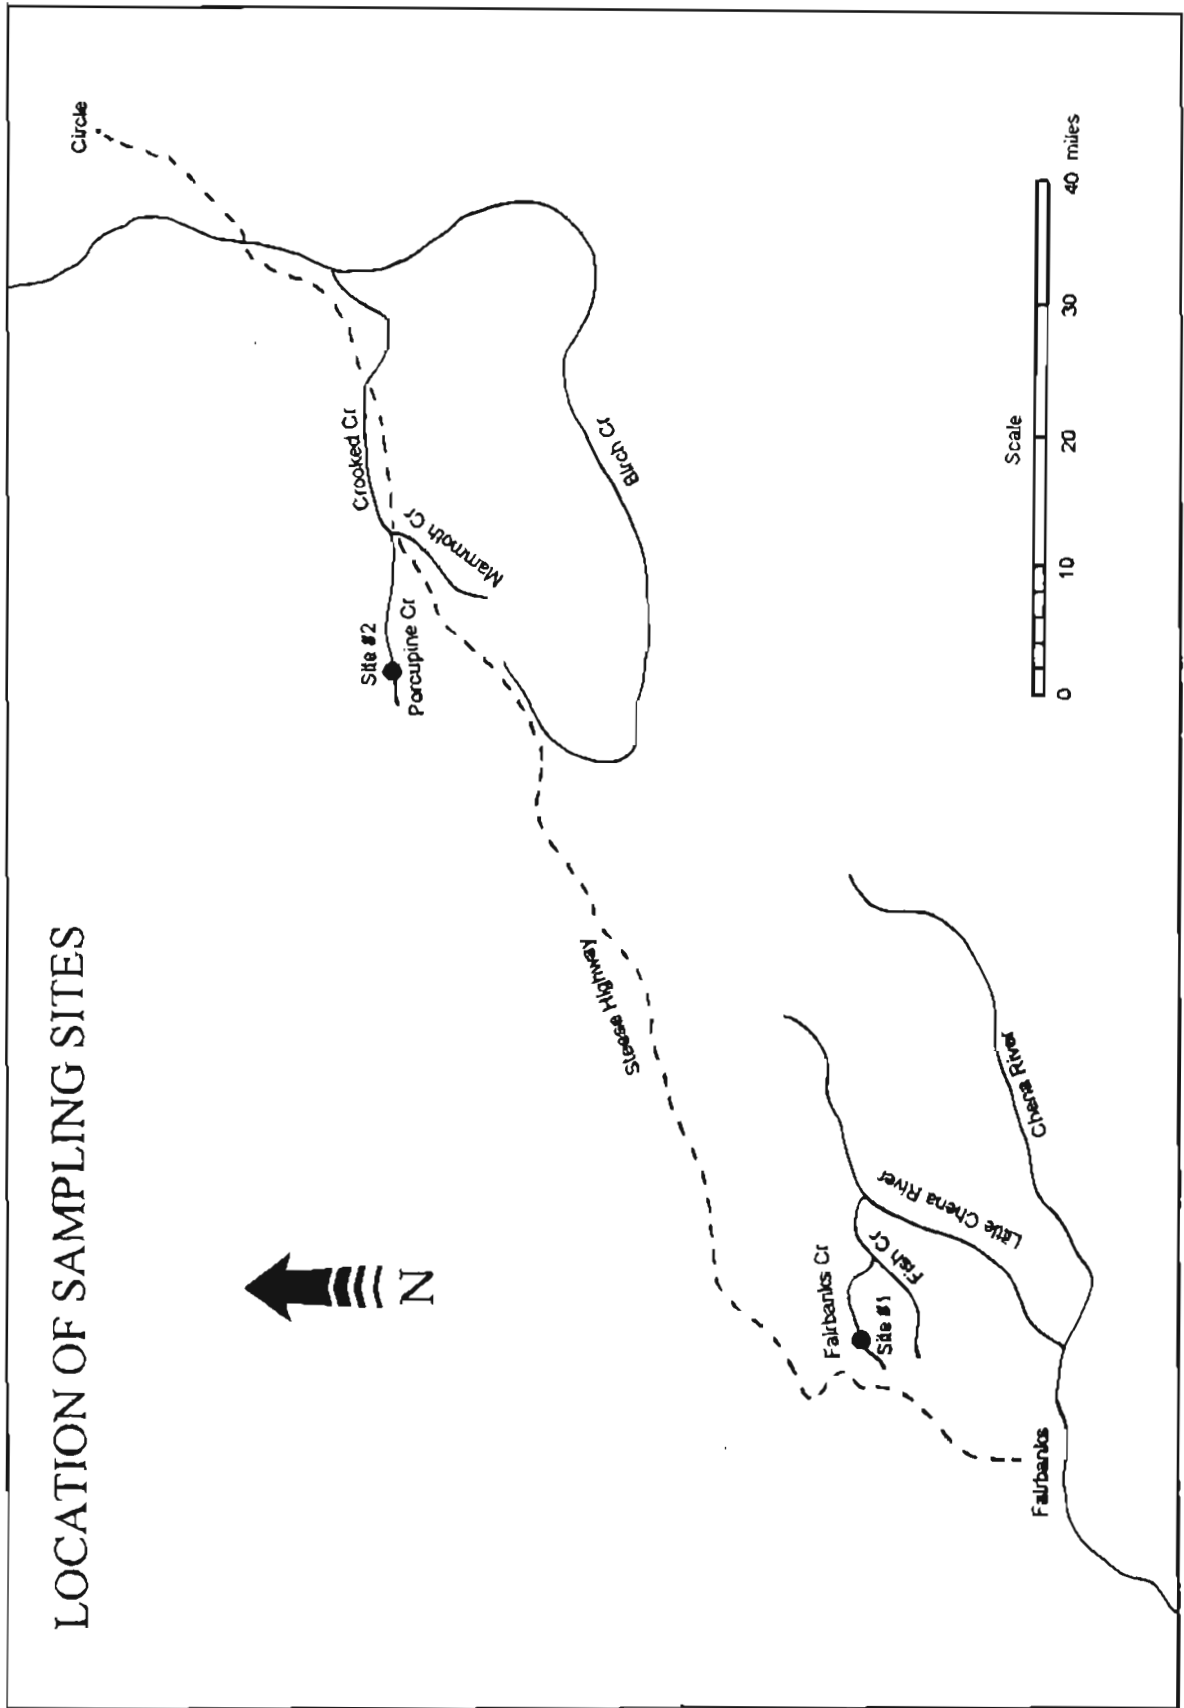 LOCATION OF SAMPLING SITES
N
Circle
Crooked Cr
Mammoth Cr
Site #2
Porcupine Cr
Birch Cr
Steese Highway
Fairbanks Cr
Site #1
Fish Cr
Little Chena River
Chena River
Fairbanks
Scale
0 10 20 30 40 miles